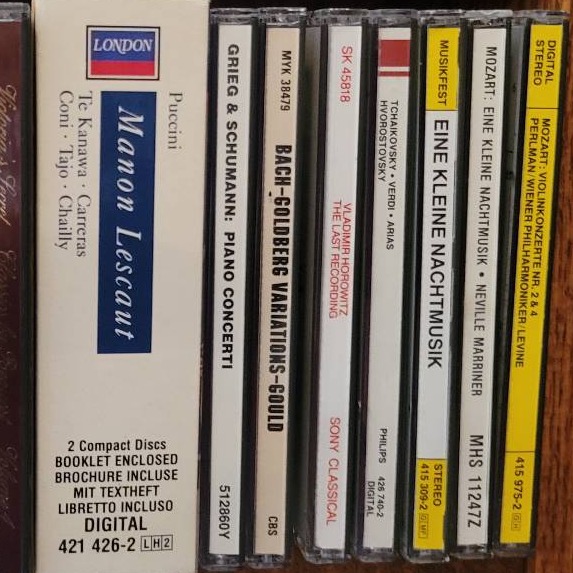 LONDON
Puccini
Manon Lescaut
Te Kanawa · Carreras
Coni · Tajo · Chailly
2 Compact Discs
BOOKLET ENCLOSED
BROCHURE INCLUSE
MIT TEXTHEFT
LIBRETTO INCLUSO
DIGITAL
421 426-2 LH2
GRIEG & SCHUMANN: PIANO CONCERTI
512860Y
MYK 38479
BACH-GOLDBERG VARIATIONS-GOULD
CBS
SK 45818
VLADIMIR HOROWITZ
THE LAST RECORDING
SONY CLASSICAL
TCHAIKOVSKY • VERDI • ARIAS
HVOROSTOVSKY
PHILIPS 426 740-2
DIGITAL
MUSIKFEST
EINE KLEINE NACHTMUSIK
STEREO
415 309-2 GMF
MOZART: EINE KLEINE NACHTMUSIK • NEVILLE MARRINER
MHS 11247Z
DIGITAL
STEREO
MOZART: VIOLINKONZERTE NR. 2 & 4
PERLMAN/WIENER PHILHARMONIKER/LEVINE
415 975-2 GH